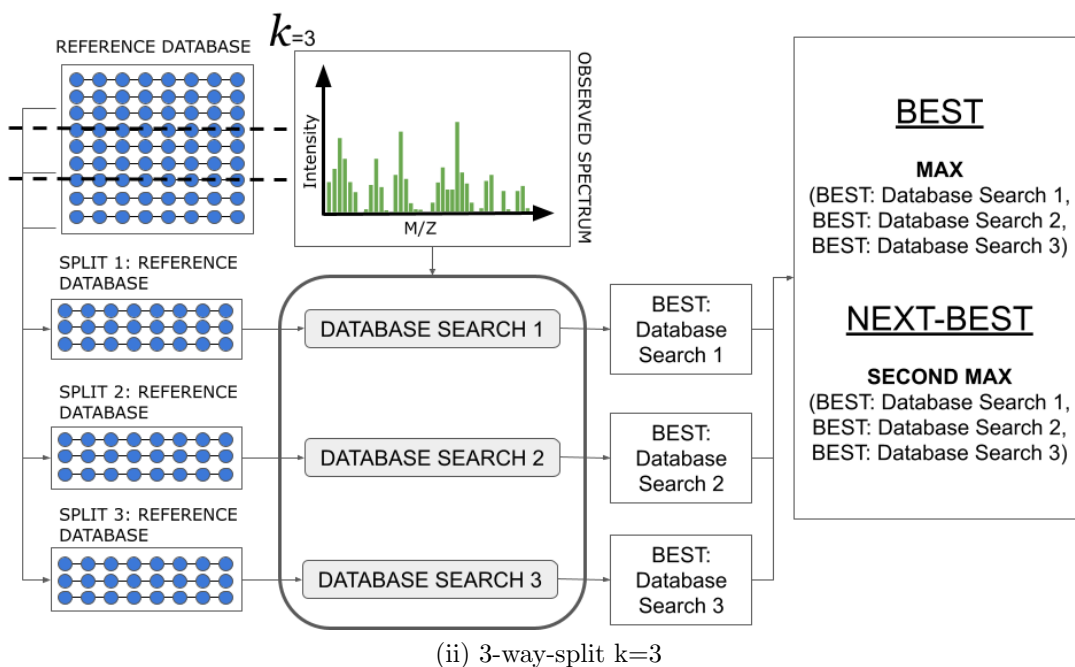 REFERENCE DATABASE
k=3
OBSERVED SPECTRUM
Intensity
M/Z
SPLIT 1: REFERENCE
DATABASE
DATABASE SEARCH 1
BEST:
Database
Search 1
SPLIT 2: REFERENCE
DATABASE
DATABASE SEARCH 2
BEST:
Database
Search 2
SPLIT 3: REFERENCE
DATABASE
DATABASE SEARCH 3
BEST:
Database
Search 3
BEST
MAX
(BEST: Database Search 1,
BEST: Database Search 2,
BEST: Database Search 3)
NEXT-BEST
SECOND MAX
(BEST: Database Search 1,
BEST: Database Search 2,
BEST: Database Search 3)
(ii) 3-way-split k=3